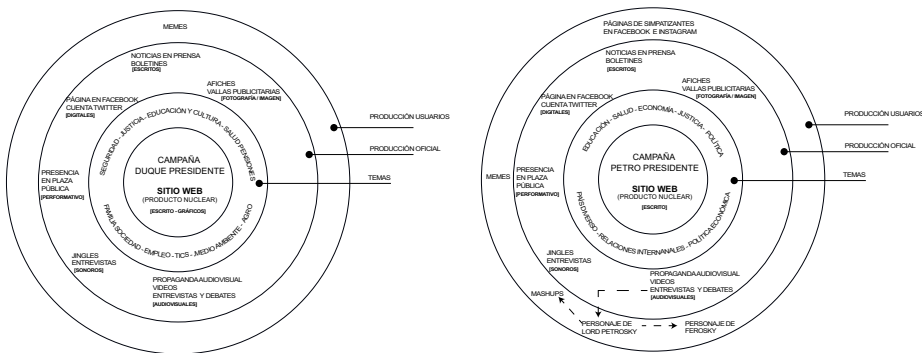 MEMES
NOTICIAS EN PRENSA
BOLETINES
[ESCRITOS]
AFICHES
VALLAS PUBLICITARIAS
[FOTOGRAFÍA / IMAGEN]
PÁGINA EN FACEBOOK
CUENTA TWITTER
[DIGITALES]
SEGURIDAD - JUSTICIA - EDUCACIÓN Y CULTURA - SALUD PENSIONES
CAMPAÑA
DUQUE PRESIDENTE
SITIO WEB
(PRODUCTO NUCLEAR)
[ESCRITO - GRÁFICOS]
PRESENCIA
EN PLAZA
PÚBLICA
[PERFORMATIVO]
FAMILIA SOCIEDAD - EMPLEO - TICS - .MEDIO AMBIENTE - AGRO
JINGLES
ENTREVISTAS
[SONOROS]
PROPAGANDA AUDIOVISUAL
VIDEOS
ENTREVISTAS Y DEBATES
[AUDIOVISUALES]
PRODUCCIÓN USUARIOS
PRODUCCIÓN OFICIAL
TEMAS
PÁGINAS DE SIMPATIZANTES
EN FACEBOOK E INSTAGRAM
NOTICIAS EN PRENSA
BOLETINES
[ESCRITOS]
AFICHES
VALLAS PUBLICITARIAS
[FOTOGRAFÍA / IMAGEN]
PÁGINA EN FACEBOOK
CUENTA TWITTER
[DIGITALES]
EDUCACIÓN - SALUD - ECONOMÍA - JUSTICIA - POLÍTICA
CAMPAÑA
PETRO PRESIDENTE
SITIO WEB
(PRODUCTO NUCLEAR)
[ESCRITO]
MEMES
PRESENCIA
EN PLAZA
PÚBLICA
[PERFORMATIVO]
PAÍS DIVERSO - RELACIONES INTERNANALES - POLÍTICA ECONÓMICA
JINGLES
ENTREVISTAS
[SONOROS]
PROPAGANDA AUDIOVISUAL
VIDEOS
ENTREVISTAS Y DEBATES
[AUDIOVISUALES]
MASHUPS
PERSONAJE DE
LORD PETROSKY
PERSONAJE DE
FEROSKY
PRODUCCIÓN USUARIOS
PRODUCCIÓN OFICIAL
TEMAS